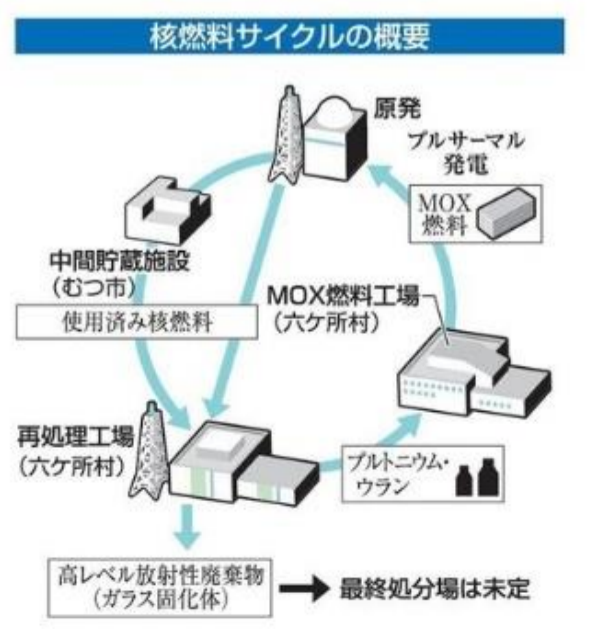 核燃料サイクルの概要
原発
プルサーマル
発電
MOX
燃料
中間貯蔵施設
(むつ市)
使用済み核燃料
MOX燃料工場
(六ケ所村)
再処理工場
(六ケ所村)
プルトニウム・
ウラン
高レベル放射性廃棄物
(ガラス固化体)
最終処分場は未定